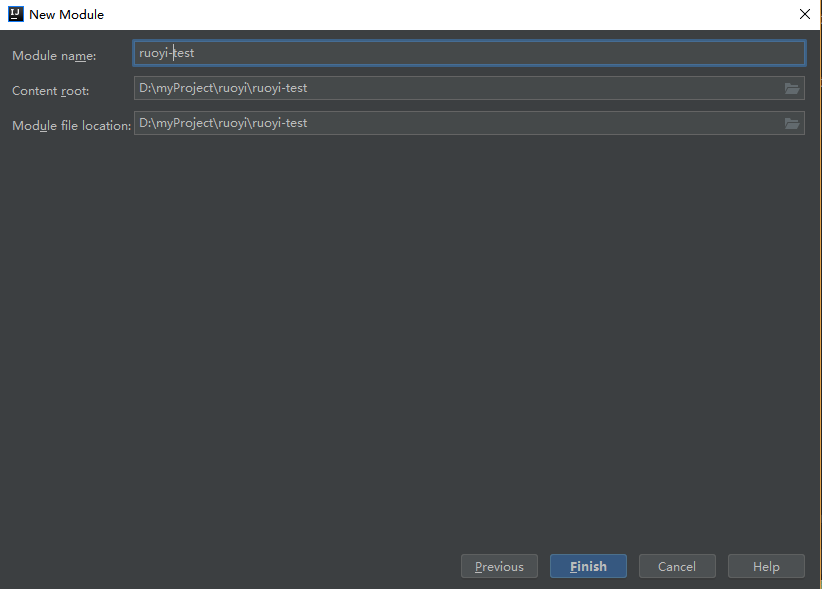 New Module
Module name: ruoyi-test
Content root: D:\myProject\ruoyi\ruoyi-test
Module file location: D:\myProject\ruoyi\ruoyi-test
Previous Finish Cancel Help